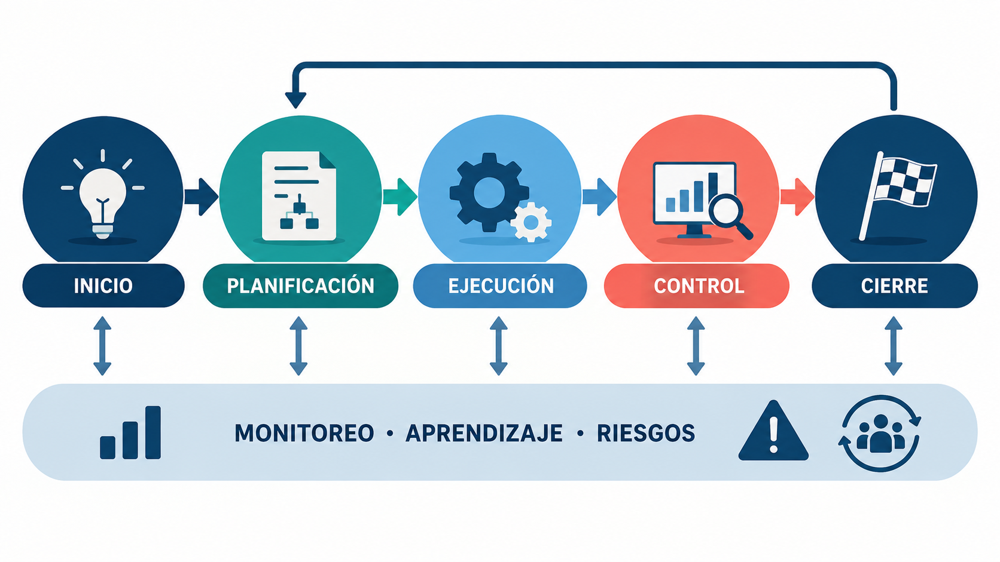 INICIO
PLANIFICACIÓN
EJECUCIÓN
CONTROL
CIERRE
MONITOREO • APRENDIZAJE • RIESGOS